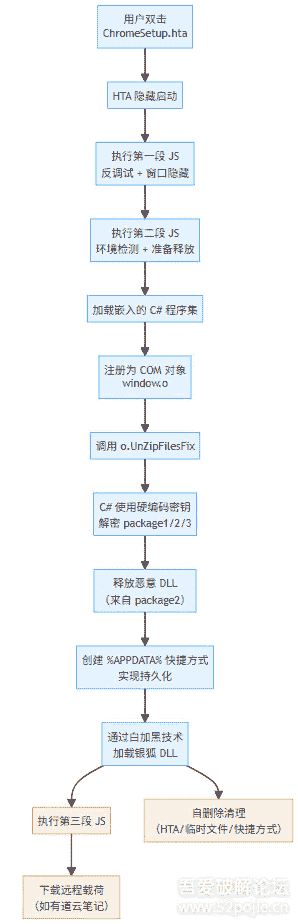 用户双击
ChromeSetup.hta
HTA 隐藏启动
执行第一段 JS
反调试 + 窗口隐藏
执行第二段 JS
环境检测 + 准备释放
加载嵌入的 C# 程序集
注册为 COM 对象
window.o
调用 o.UnZipFilesFix
C# 使用硬编码密钥
解密 package1/2/3
释放恶意 DLL
（来自 package2）
创建 %APPDATA% 快捷方式
实现持久化
通过白加黑技术
加载银狐 DLL
执行第三段 JS
自删除清理
（HTA/临时文件/快捷方式）
下载远程载荷
（如有道云笔记）
吾爱破解论坛
www.52pojie.cn